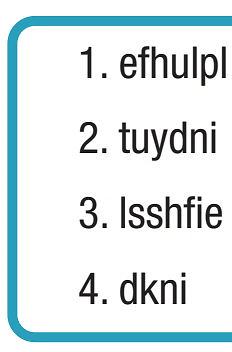 1. efhulpl
2. tuydni
3. lsshfie
4. dkni